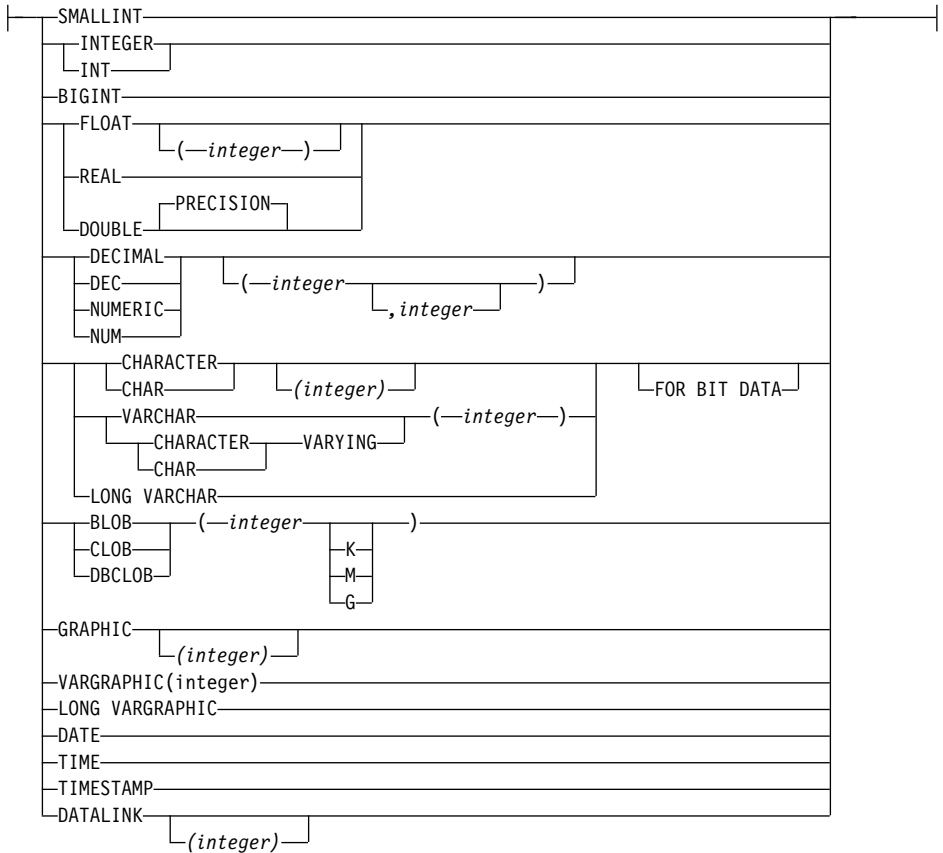 SMALLINT
INTEGER
INT
BIGINT
FLOAT
( integer )
REAL
PRECISION
DOUBLE
DECIMAL
DEC
NUMERIC
NUM
( integer )
,integer
CHARACTER
CHAR
(integer)
FOR BIT DATA
VARCHAR
( integer )
CHARACTER VARYING
CHAR
LONG VARCHAR
BLOB
CLOB
DBCLOB
( integer )
K
M
G
GRAPHIC
(integer)
VARGRAPHIC(integer)
LONG VARGRAPHIC
DATE
TIME
TIMESTAMP
DATALINK
(integer)